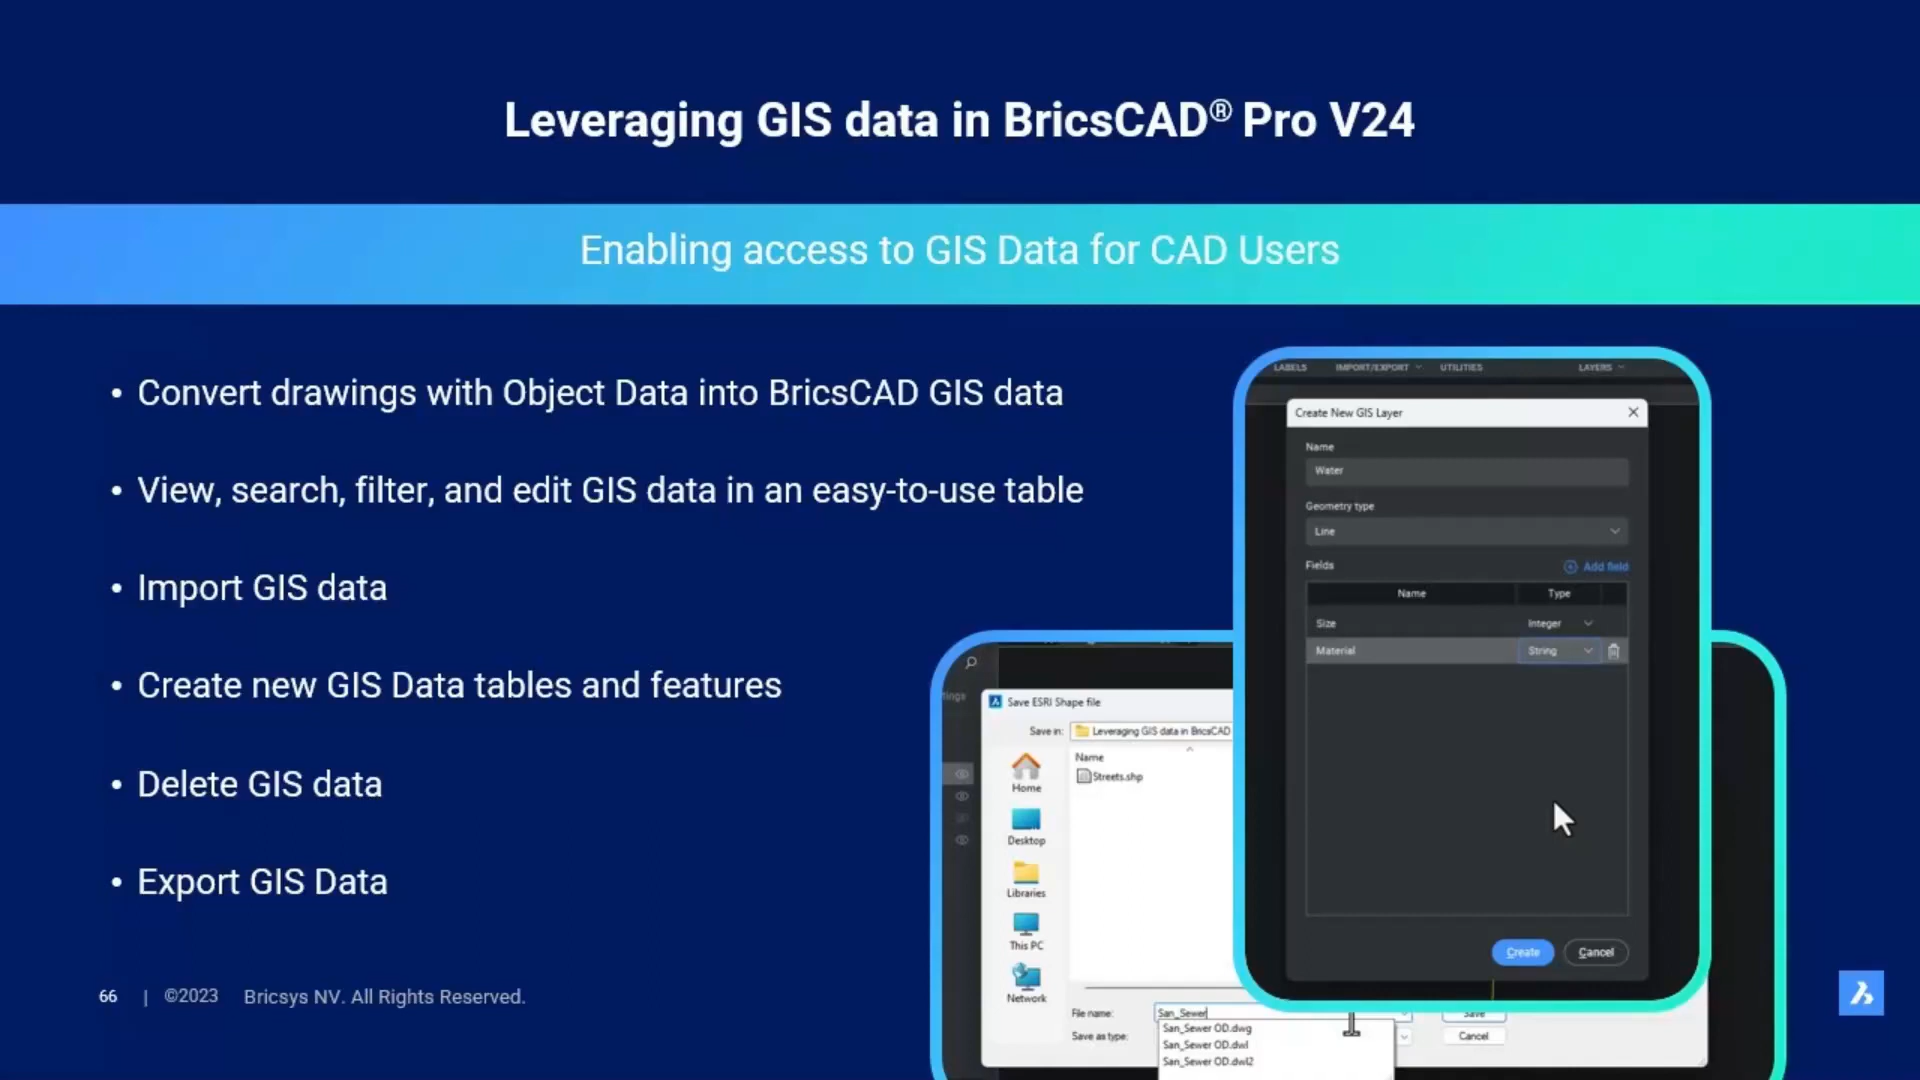 Leveraging GIS data in BricsCAD® Pro V24
Enabling access to GIS Data for CAD Users
• Convert drawings with Object Data into BricsCAD GIS data
• View, search, filter, and edit GIS data in an easy-to-use table
• Import GIS data
• Create new GIS Data tables and features
• Delete GIS data
• Export GIS Data
66 | ©2023 Bricsys NV. All Rights Reserved.
LABELS IMPORT/EXPORT UTILITIES LAYERS
Create New GIS Layer
Name
Water
Geometry type
Line
Fields Add field
Name Type
Size Integer
Material String
Create Cancel
Save ESRI Shape file
Save in: Leveraging GIS data in BricsCAD
Name
Streets.shp
Home
Desktop
Libraries
This PC
Network
File name: San_Sewer Save
San_Sewer OD.dwg
Save as type: Cancel
San_Sewer OD.dwl
San_Sewer OD.dwl2